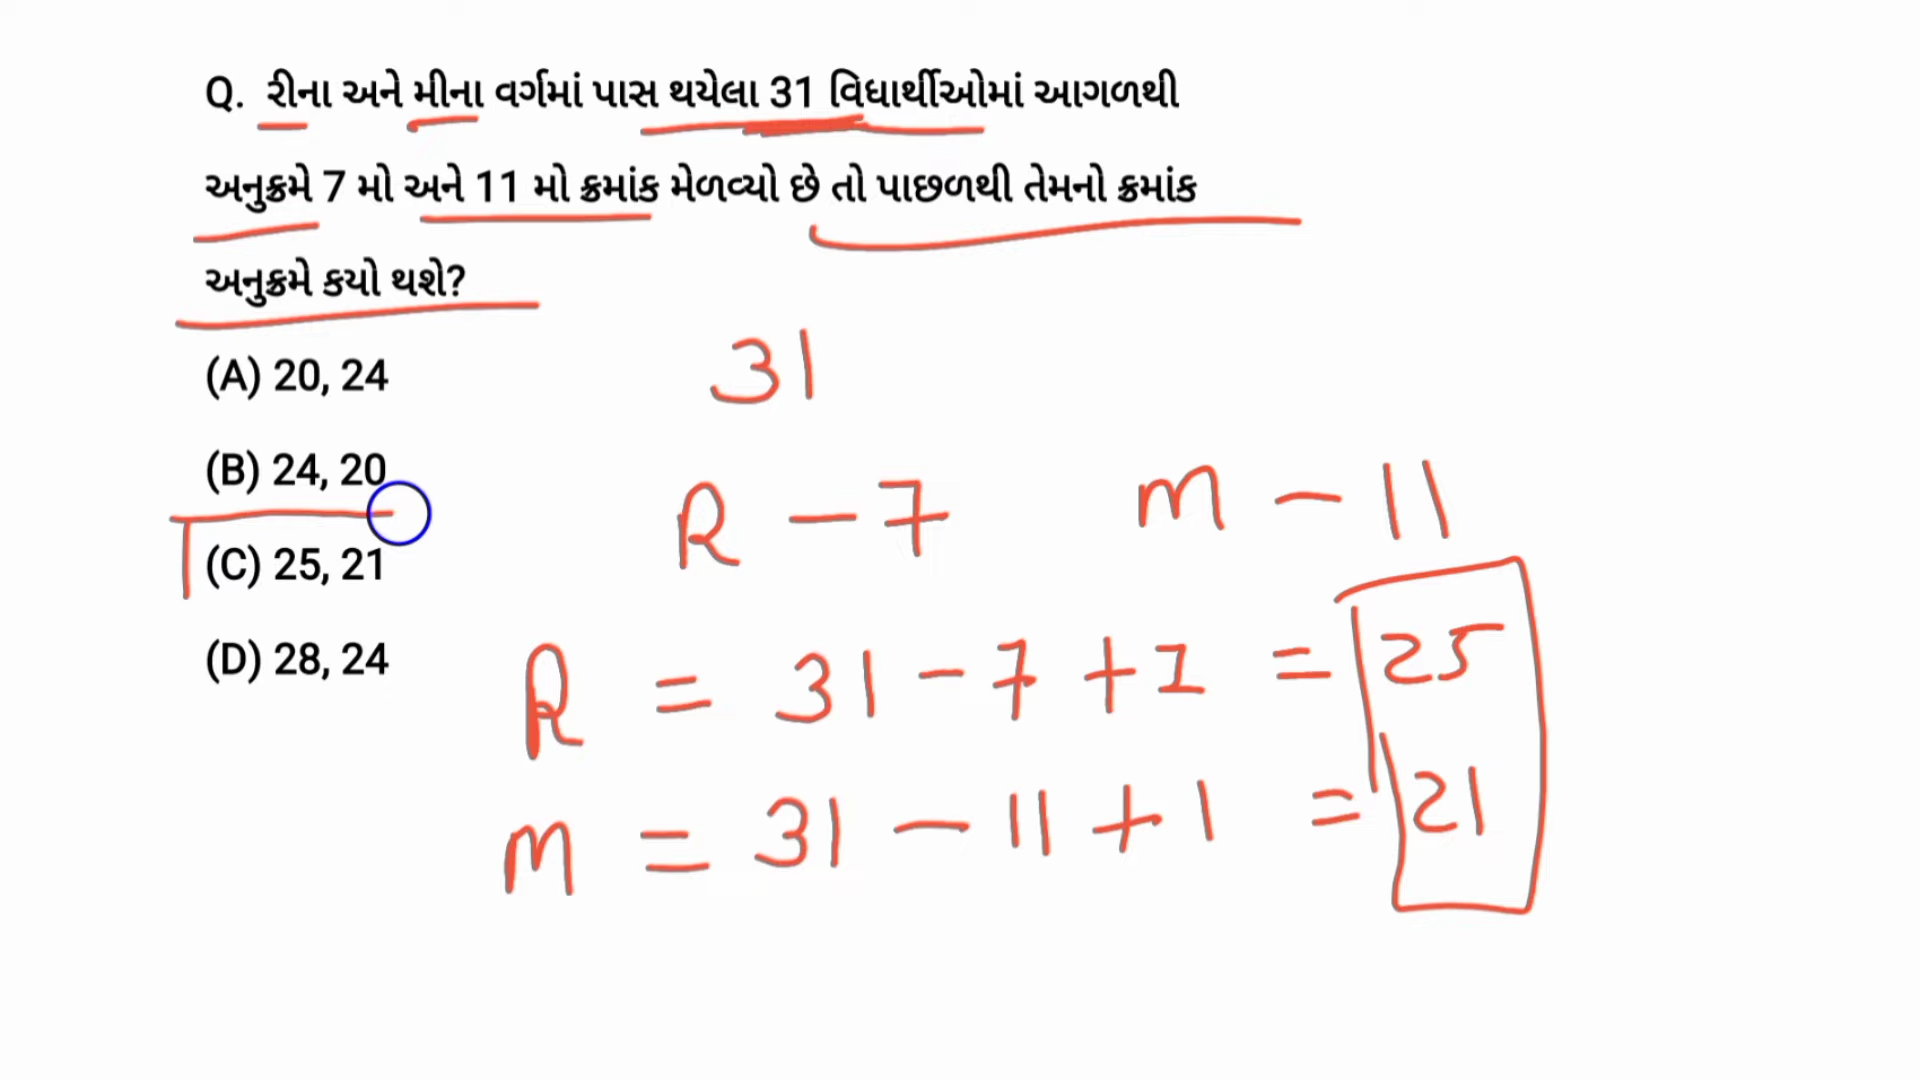 Q. રીના અને મીના વર્ગમાં પાસ થયેલા 31 વિધાર્થીઓમાં આગળથી
અનુક્રમે 7 મો અને 11 મો ક્રમાંક મેળવ્યો છે તો પાછળથી તેમનો ક્રમાંક
અનુક્રમે કયો થશે?
(A) 20, 24
(B) 24, 20
(C) 25, 21
(D) 28, 24
31
R - 7
m - 11
R = 31 - 7 + 1 = 25
m = 31 - 11 + 1 = 21